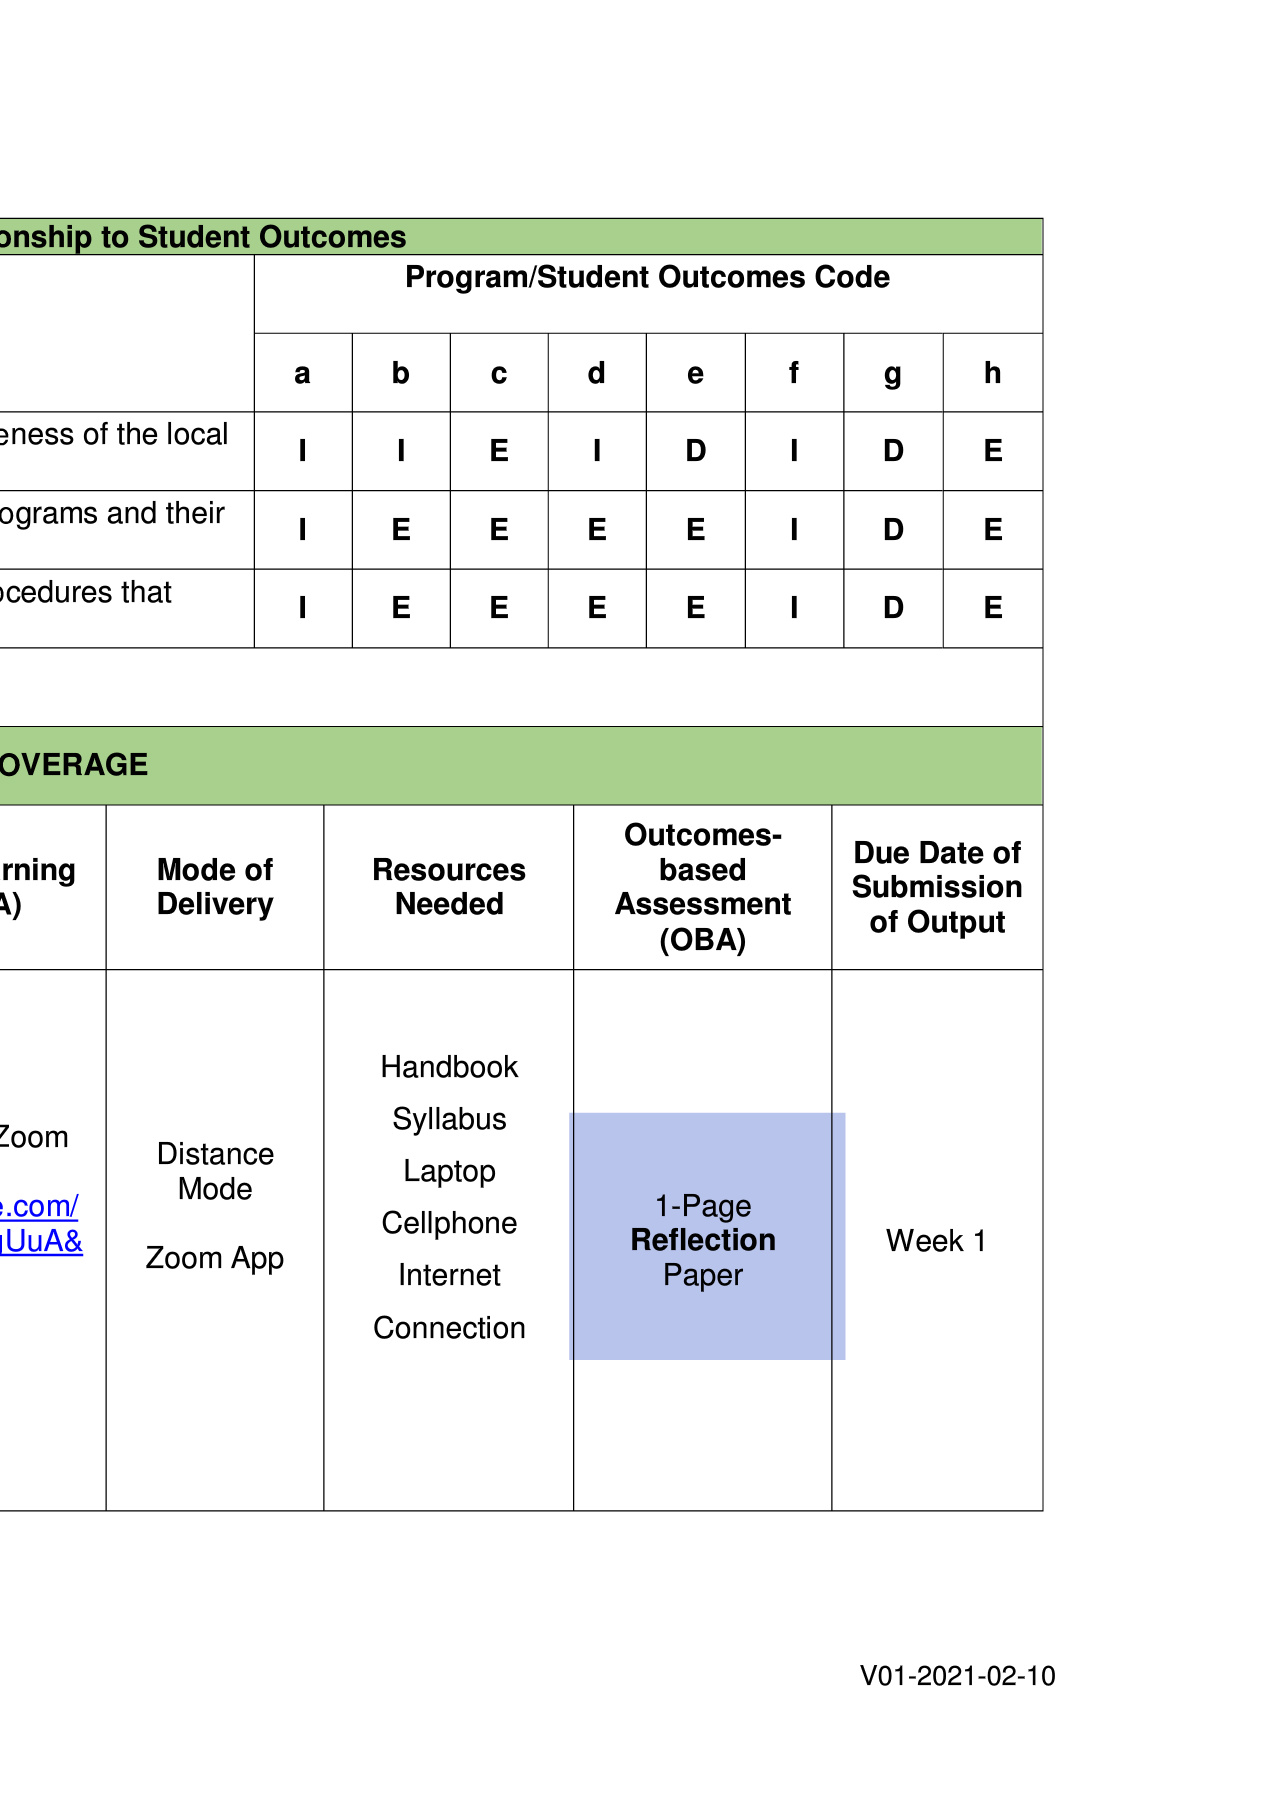 onship to Student Outcomes
Program/Student Outcomes Code
a b c d e f g h
eness of the local
I I E I D I D E
ograms and their
I E E E E I D E
ocedures that
I E E E E I D E
OVERAGE
rning
A)
Mode of
Delivery
Resources
Needed
Outcomes-
based
Assessment
(OBA)
Due Date of
Submission
of Output
Zoom
e.com/
gUuA&
Distance
Mode
Zoom App
Handbook
Syllabus
Laptop
Cellphone
Internet
Connection
1-Page
Reflection
Paper
Week 1
V01-2021-02-10